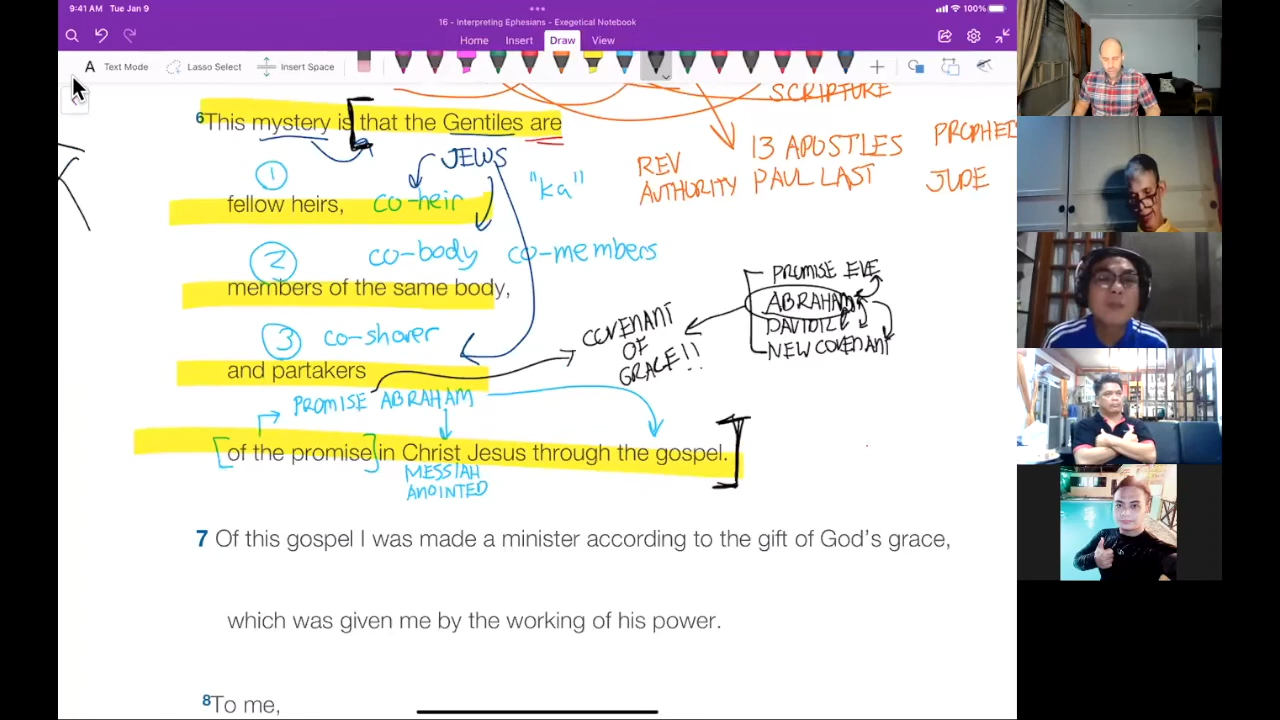 9:41 AM Tue Jan 9
100%
16 - Interpreting Ephesians - Exegetical Notebook
Home Insert Draw View
A Text Mode Lasso Select Insert Space
SCRIPTURE
6 This mystery is that the Gentiles are
JEWS
REV
AUTHORITY
13 APOSTLES
PAUL LAST
PROPHETS
JUDE
1
fellow heirs, co-heir "ka"
2 co-body co-members
members of the same body,
PROMISE EVE
ABRAHAM
NEW COVENANT
COVENANT
OF
GRACE!!
3 co-sharer
and partakers
PROMISE ABRAHAM
[of the promise] in Christ Jesus through the gospel.]
MESSIAH
ANOINTED
7 Of this gospel I was made a minister according to the gift of God's grace,
which was given me by the working of his power.
8 To me,